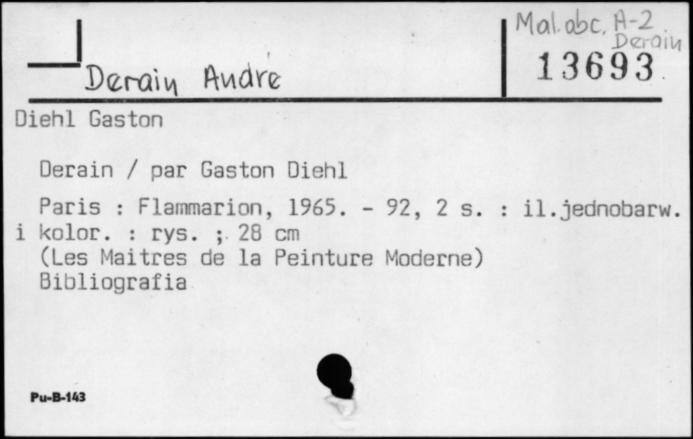 Mal.abc. A-2
Derain
13693
Derain André
Diehl Gaston
Derain / par Gaston Diehl
Paris : Flammarion, 1965. - 92, 2 s. : il.jednobarw.
i kolor. : rys. ; 28 cm
(Les Maitres de la Peinture Moderne)
Bibliografia
Pu-B-143